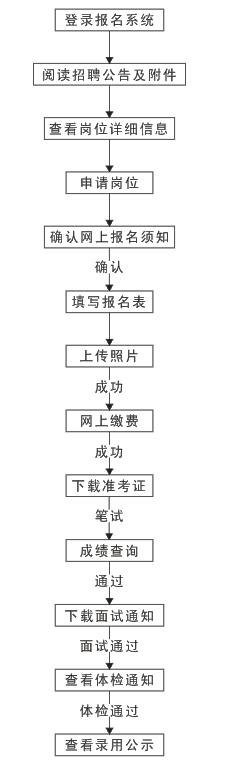 登录报名系统
阅读招聘公告及附件
查看岗位详细信息
申请岗位
确认网上报名须知
确认
填写报名表
上传照片
成功
网上缴费
成功
下载准考证
笔试
成绩查询
通过
下载面试通知
面试通过
查看体检通知
体检通过
查看录用公示